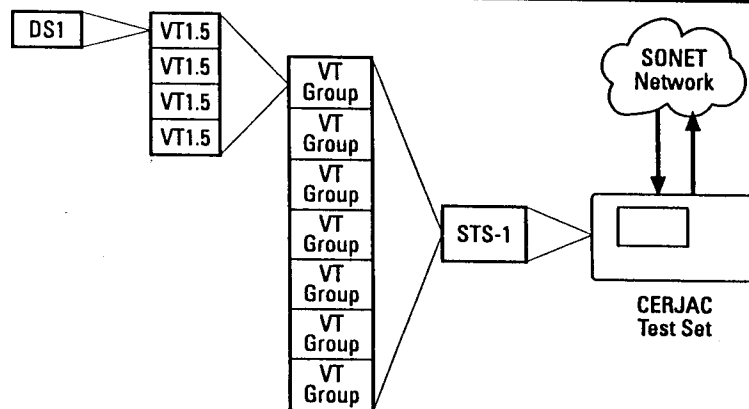 DS1
VT1.5
VT1.5
VT1.5
VT1.5
VT
Group
VT
Group
VT
Group
VT
Group
VT
Group
VT
Group
VT
Group
STS-1
SONET
Network
CERJAC
Test Set